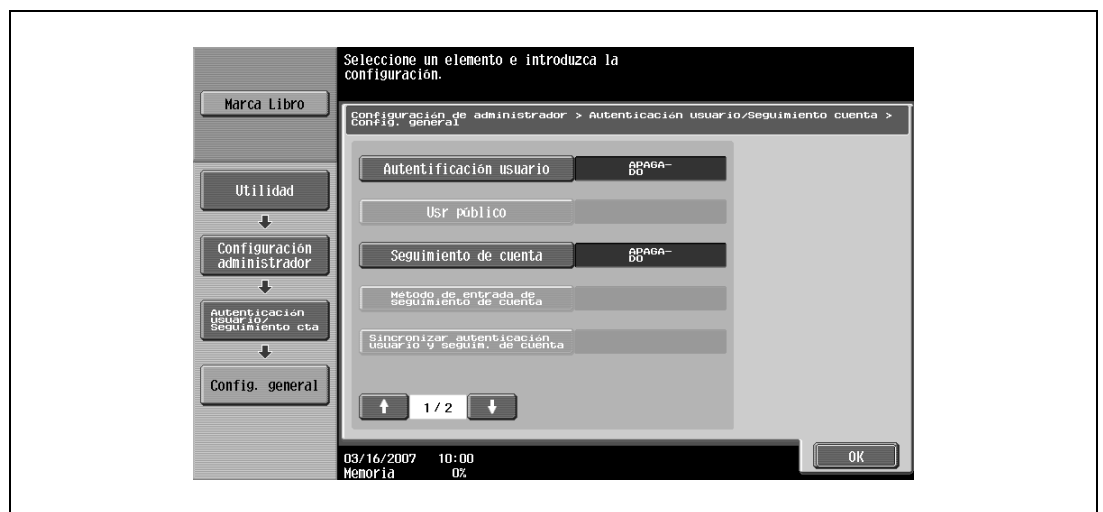 Seleccione un elemento e introduzca la
configuración.
Marca Libro
Configuración de administrador > Autenticación usuario/Seguimiento cuenta >
Config. general
Autentificación usuario
APAGA-
DO
Utilidad
Usr público
Configuración
administrador
Seguimiento de cuenta
APAGA-
DO
Método de entrada de
seguimiento de cuenta
Autenticación
usuario/
Seguimiento cta
Sincronizar autenticación
usuario y seguim. de cuenta
Config. general
1/2
03/16/2007 10:00
Memoria 0%
OK